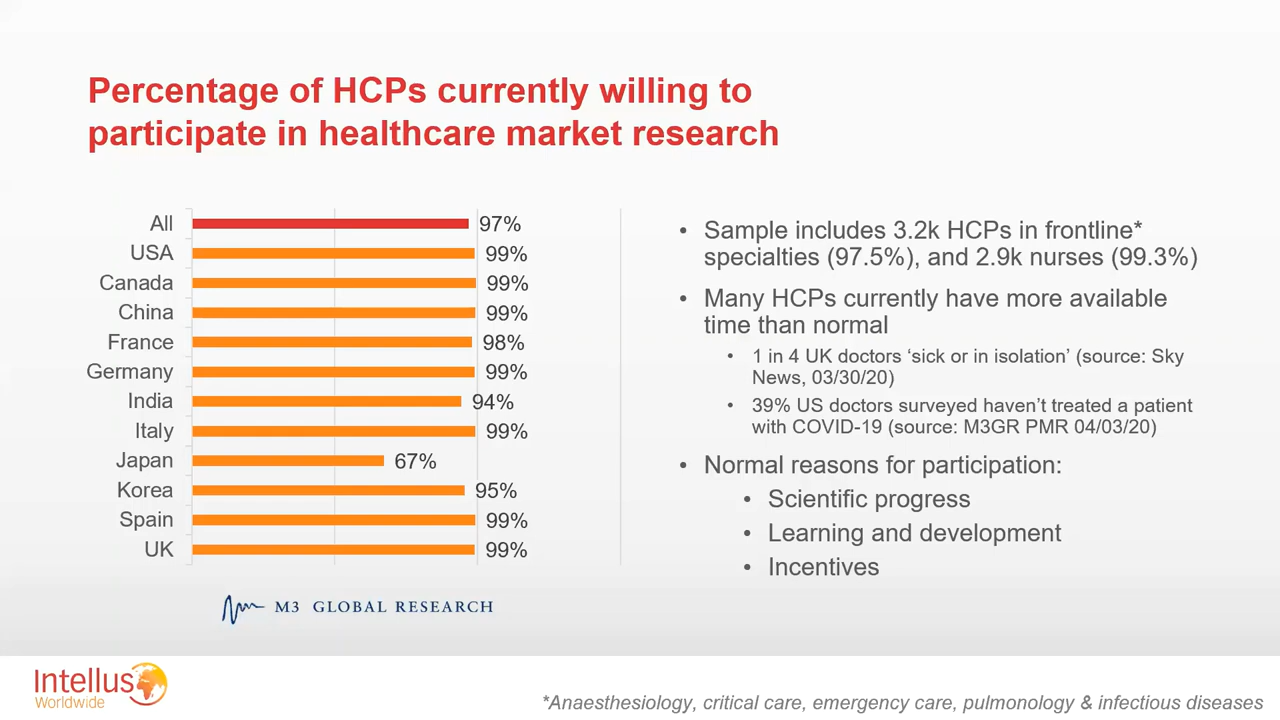 Percentage of HCPs currently willing to
participate in healthcare market research
All 97%
USA 99%
Canada 99%
China 99%
France 98%
Germany 99%
India 94%
Italy 99%
Japan 67%
Korea 95%
Spain 99%
UK 99%
M3 GLOBAL RESEARCH
• Sample includes 3.2k HCPs in frontline*
specialties (97.5%), and 2.9k nurses (99.3%)
• Many HCPs currently have more available
time than normal
• 1 in 4 UK doctors ‘sick or in isolation’ (source: Sky
News, 03/30/20)
• 39% US doctors surveyed haven’t treated a patient
with COVID-19 (source: M3GR PMR 04/03/20)
• Normal reasons for participation:
• Scientific progress
• Learning and development
• Incentives
Intellus
Worldwide
*Anaesthesiology, critical care, emergency care, pulmonology & infectious diseases